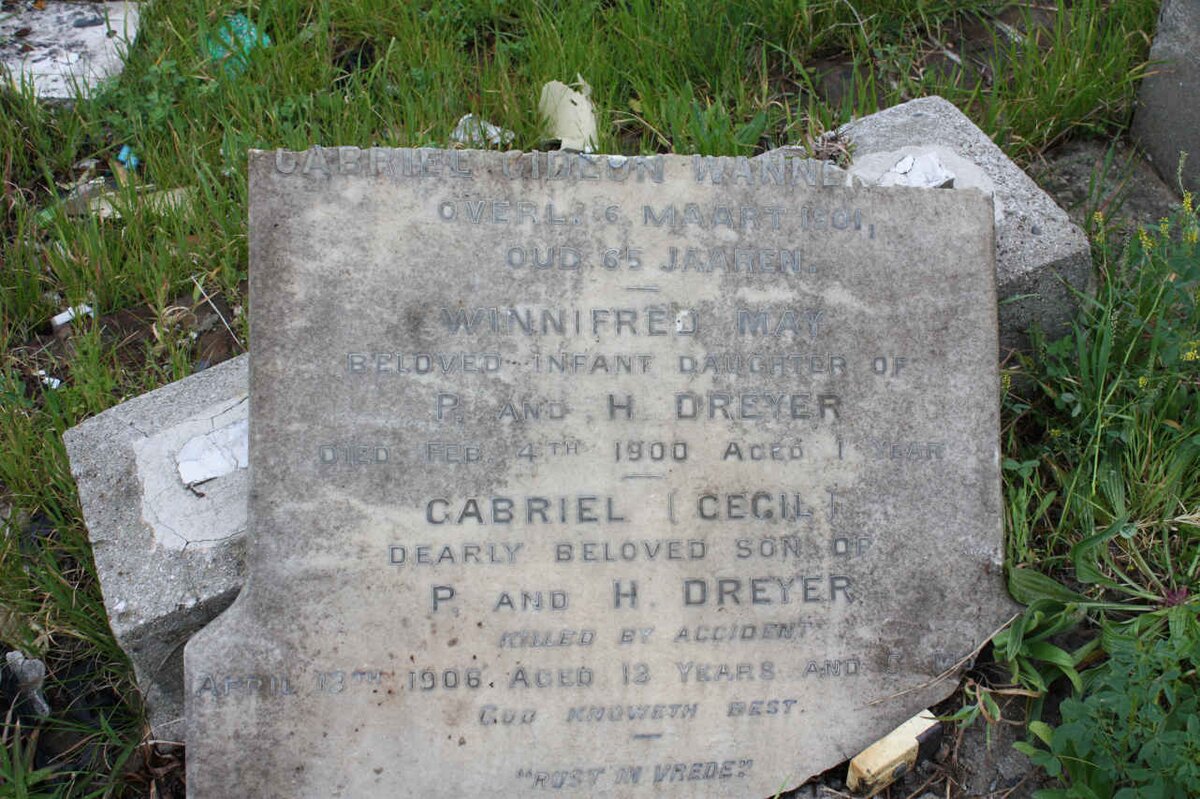 GABRIEL GIDEON
OVERL. 6 MAART 1901,
OUD 65 JAAREN.
WINNIFRED MAY
BELOVED INFANT DAUGHTER OF
P. AND H. DREYER
DIED FEB 4TH 1900 AGED 1 YEAR
GABRIEL (CECIL)
DEARLY BELOVED SON OF
P. AND H. DREYER
KILLED BY ACCIDENT
APRIL 13TH 1906. AGED 13 YEARS AND
GOD KNOWETH BEST.
"RUST IN VREDE"